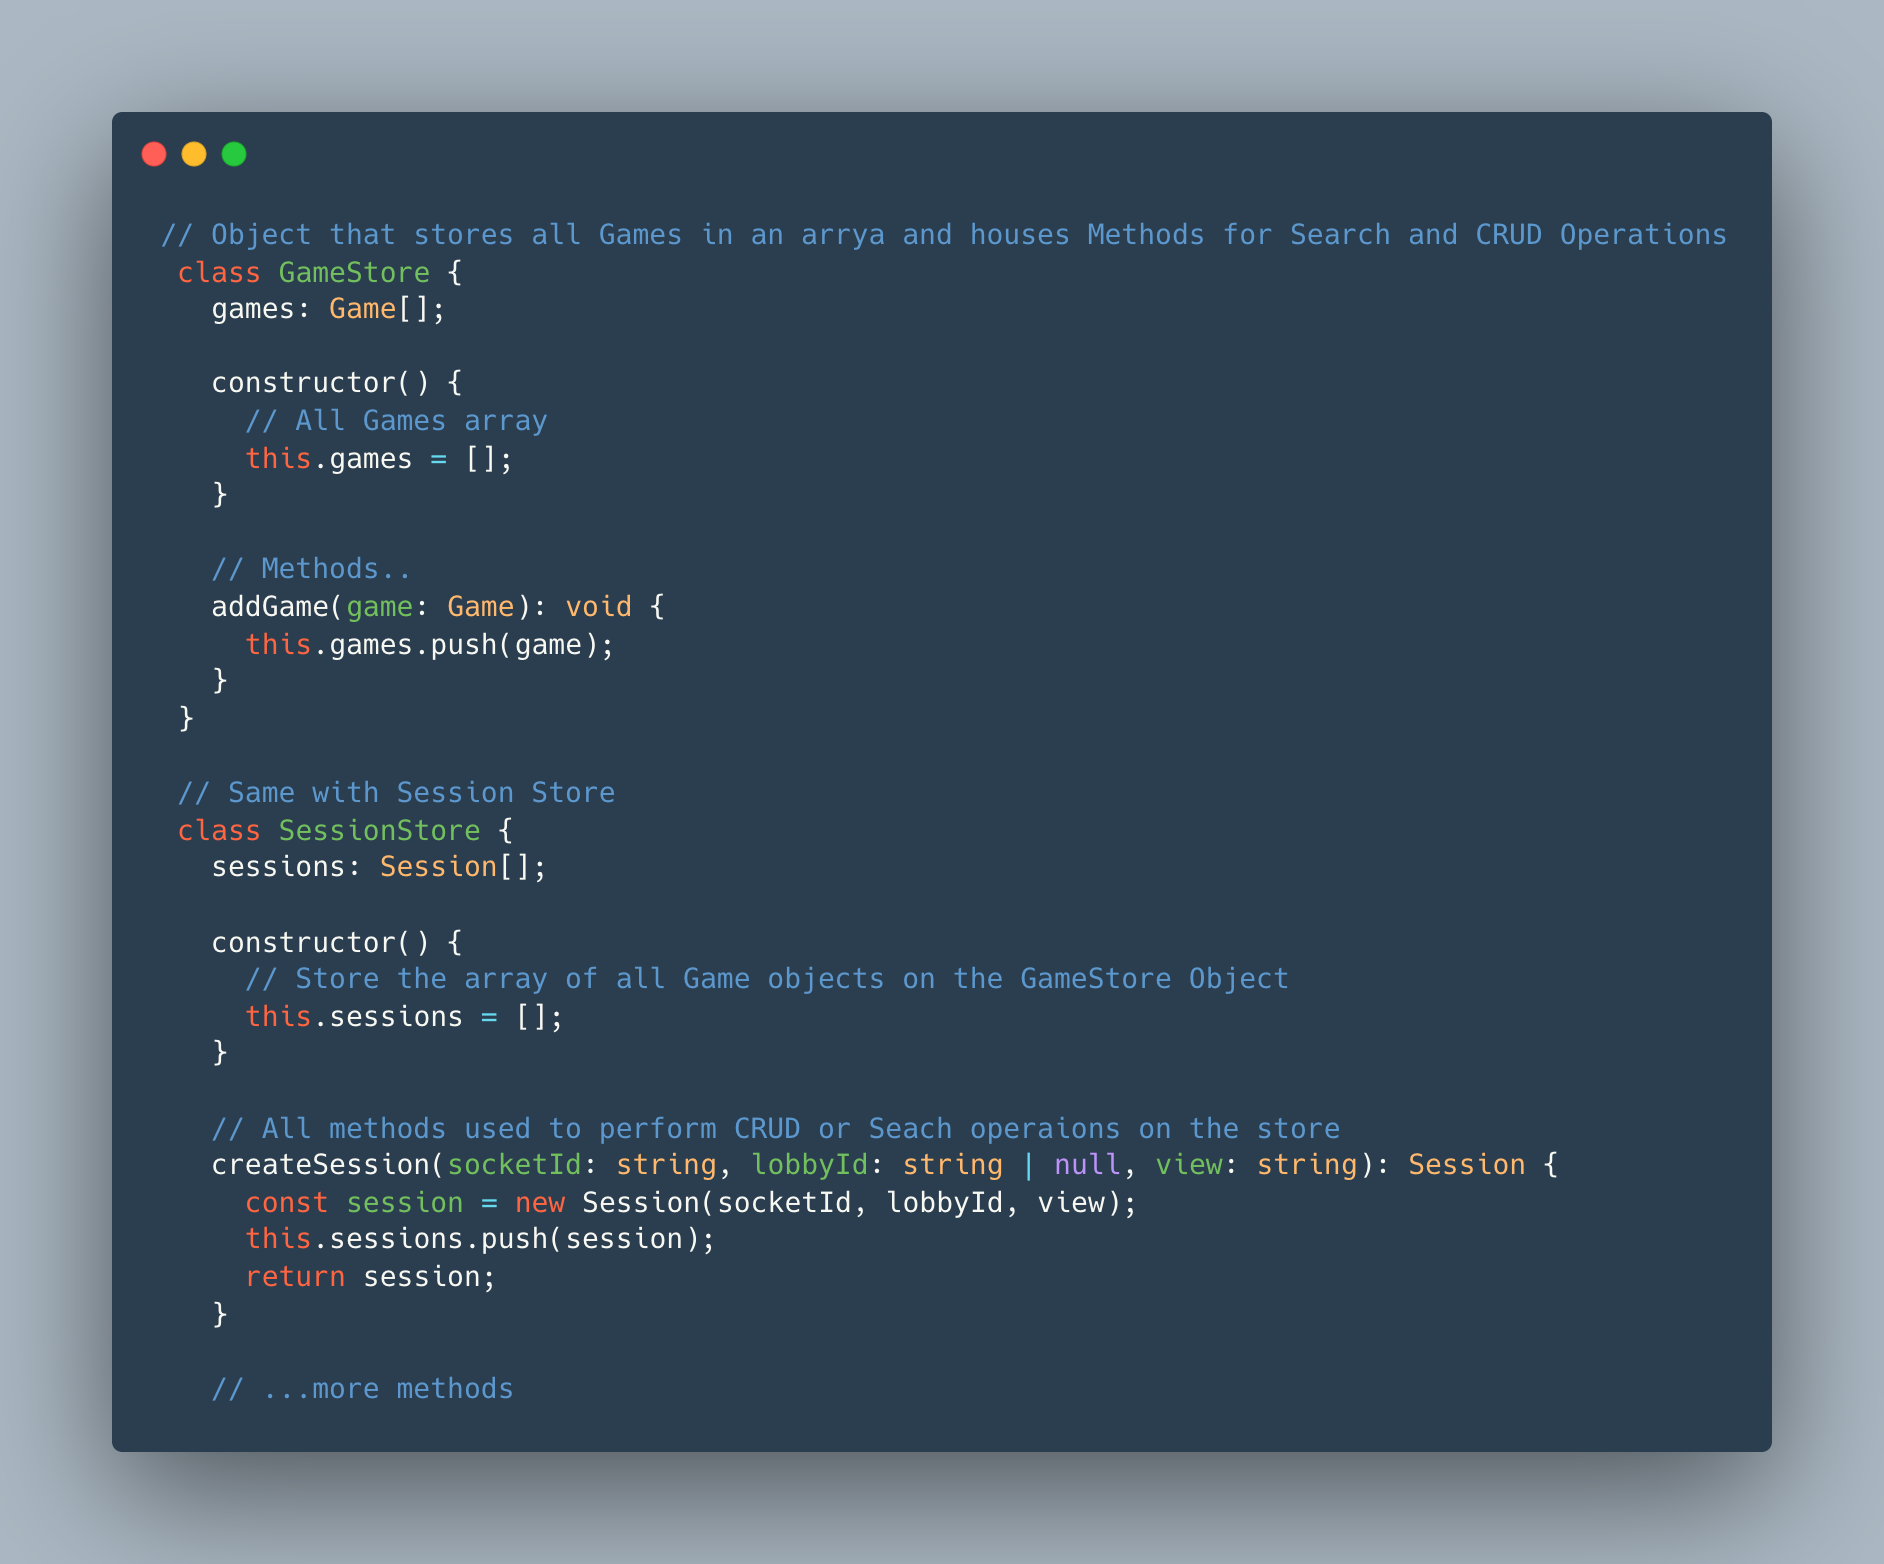 // Object that stores all Games in an arrya and houses Methods for Search and CRUD Operations
class GameStore {
games: Game[];
constructor() {
// All Games array
this.games = [];
}
// Methods..
addGame(game: Game): void {
this.games.push(game);
}
}
// Same with Session Store
class SessionStore {
sessions: Session[];
constructor() {
// Store the array of all Game objects on the GameStore Object
this.sessions = [];
}
// All methods used to perform CRUD or Seach operaions on the store
createSession(socketId: string, lobbyId: string | null, view: string): Session {
const session = new Session(socketId, lobbyId, view);
this.sessions.push(session);
return session;
}
// ...more methods